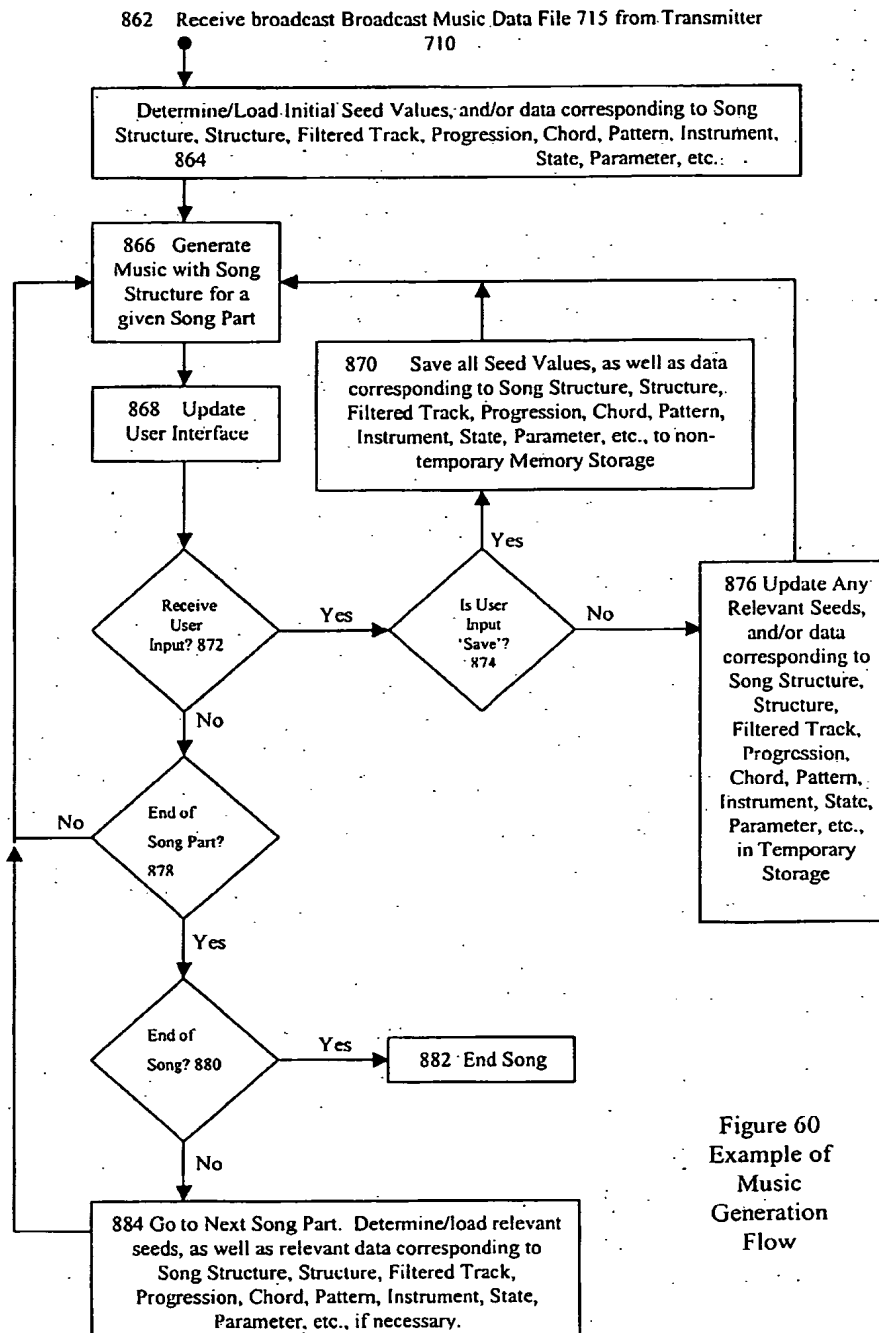 862 Receive broadcast Broadcast Music Data File 715 from Transmitter
710
Determine/Load Initial Seed Values, and/or data corresponding to Song
Structure, Structure, Filtered Track, Progression, Chord, Pattern, Instrument,
864 State, Parameter, etc.
866 Generate
Music with Song
Structure for a
given Song Part
870 Save all Seed Values, as well as data
corresponding to Song Structure, Structure,
Filtered Track, Progression, Chord, Pattern,
Instrument, State, Parameter, etc., to non-
temporary Memory Storage
868 Update
User Interface
Yes
Receive
User
Input? 872
Yes
Is User
Input
'Save'?
874
No
876 Update Any
Relevant Seeds,
and/or data
corresponding to
Song Structure,
Structure,
Filtered Track,
Progression,
Chord, Pattern,
Instrument, State,
Parameter, etc.,
in Temporary
Storage
No
End of
Song Part?
878
No
Yes
End of
Song? 880
Yes
882 End Song
No
884 Go to Next Song Part. Determine/load relevant
seeds, as well as relevant data corresponding to
Song Structure, Structure, Filtered Track,
Progression, Chord, Pattern, Instrument, State,
Parameter, etc., if necessary.
Figure 60
Example of
Music
Generation
Flow